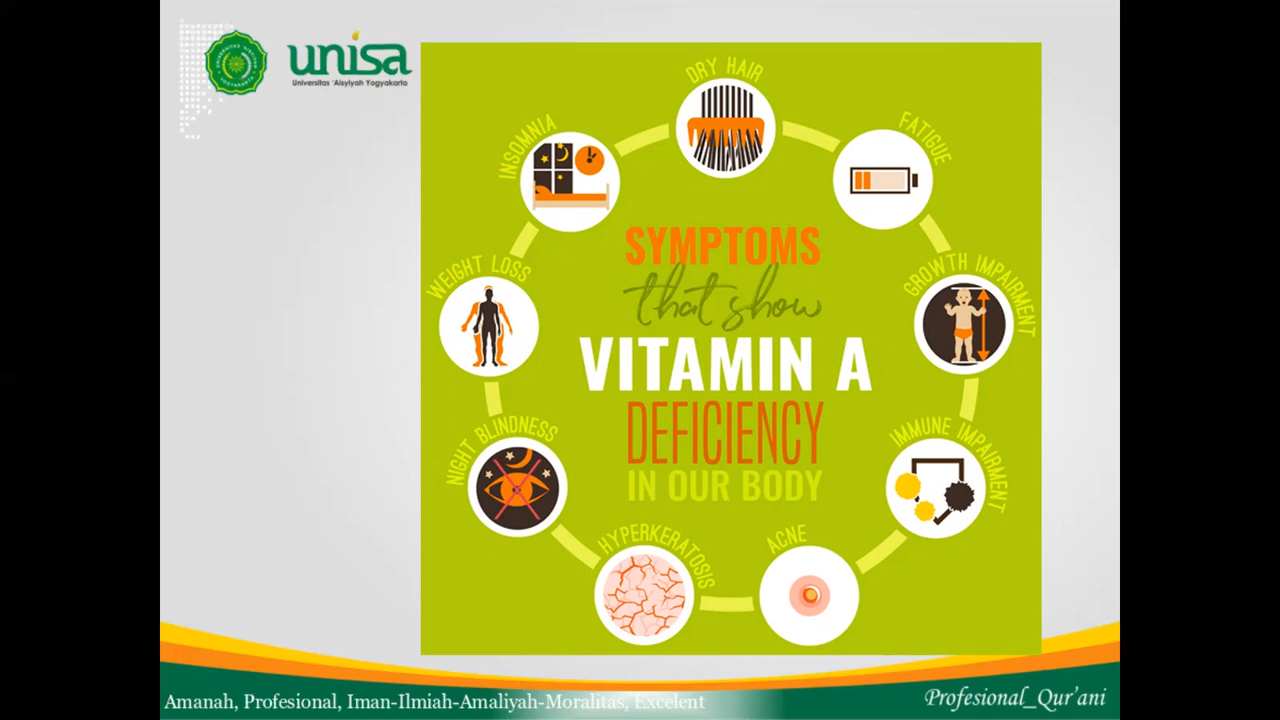 unisa
Universitas 'Aisyiyah Yogyakarta
DRY HAIR
FATIGUE
GROWTH IMPAIRMENT
IMMUNE IMPAIRMENT
ACNE
HYPERKERATOSIS
NIGHT BLINDNESS
WEIGHT LOSS
INSOMNIA
SYMPTOMS
that show
VITAMIN A
DEFICIENCY
IN OUR BODY
Amanah, Profesional, Iman-Ilmiah-Amaliyah-Moralitas, Excelent
Profesional_Qur'ani